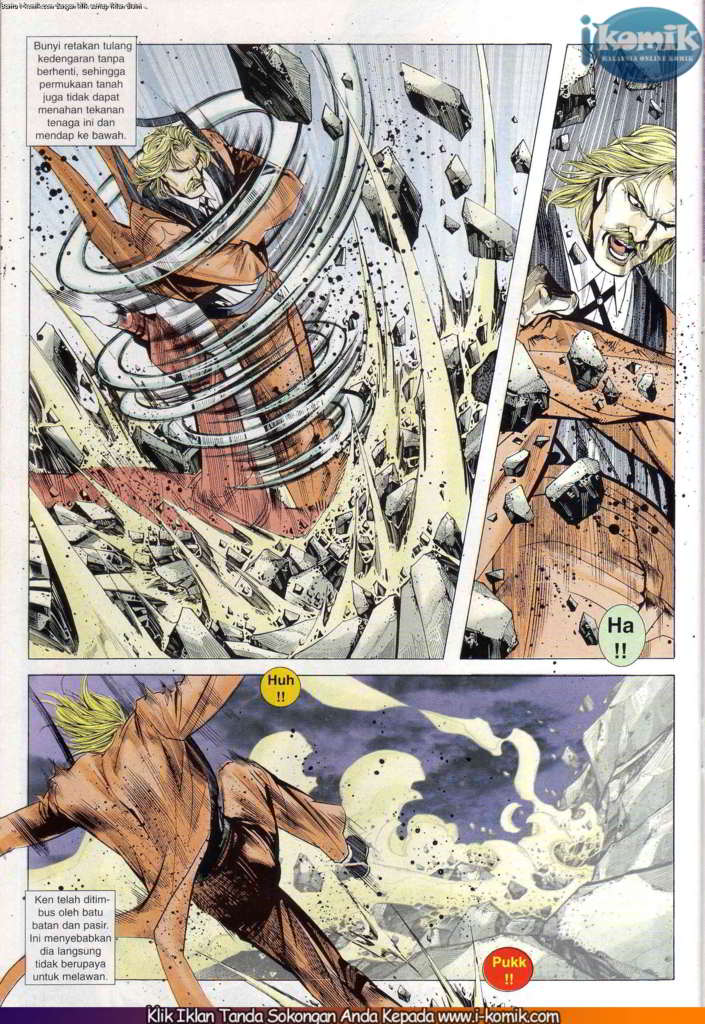 ikomik
MALAYSIA ONLINE KOMIK
Bunyi retakan tulang
kedengaran tanpa
berhenti, sehingga
permukaan tanah
juga tidak dapat
menahan tekanan
tenaga ini dan
mendap ke bawah.
Ha
!!
Huh
!!
Ken telah ditim-
bus oleh batu
batan dan pasir.
Ini menyebabkan
dia langsung
tidak berupaya
untuk melawan.
Pukk
!!
Klik Iklan Tanda Sokongan Anda Kepada www.i-komik.com